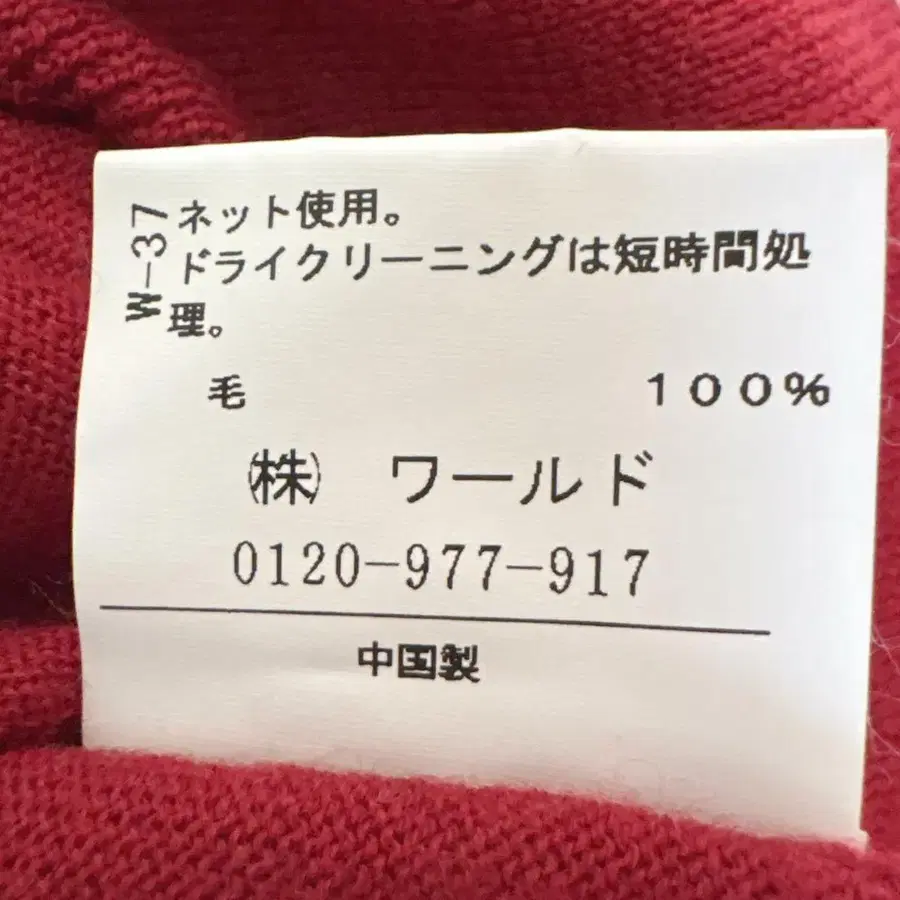 W-37
ネット使用。
ドライクリーニングは短時間処
理。
毛 100%
㈱ ワールド
0120-977-917
中国製